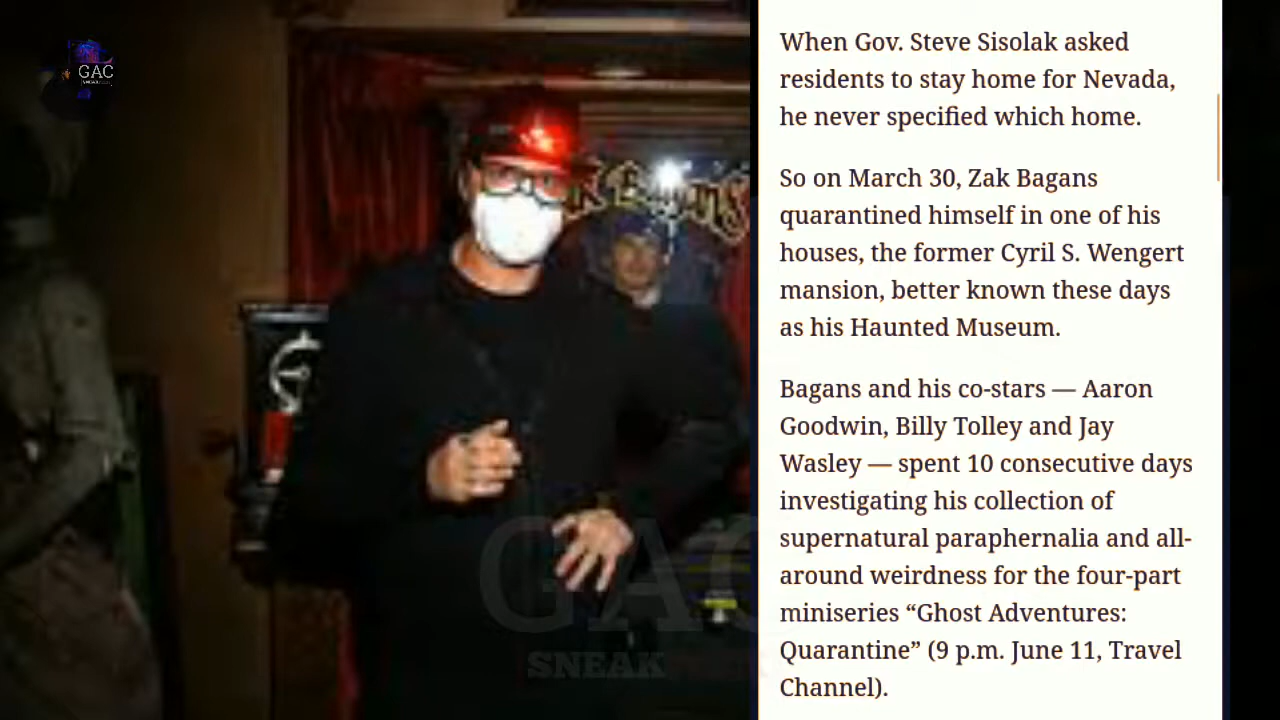 GAC
When Gov. Steve Sisolak asked
residents to stay home for Nevada,
he never specified which home.
So on March 30, Zak Bagans
quarantined himself in one of his
houses, the former Cyril S. Wengert
mansion, better known these days
as his Haunted Museum.
Bagans and his co-stars — Aaron
Goodwin, Billy Tolley and Jay
Wasley — spent 10 consecutive days
investigating his collection of
supernatural paraphernalia and all-
around weirdness for the four-part
miniseries “Ghost Adventures:
Quarantine” (9 p.m. June 11, Travel
Channel).
GAC
SNEAK